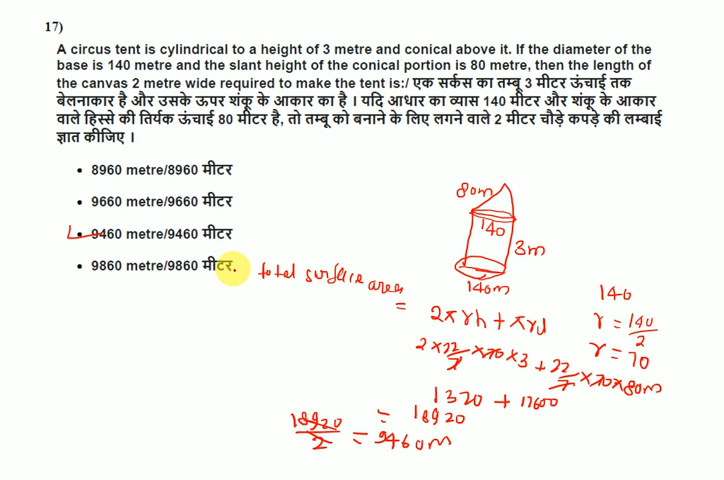 17)
A circus tent is cylindrical to a height of 3 metre and conical above it. If the diameter of the
base is 140 metre and the slant height of the conical portion is 80 metre, then the length of
the canvas 2 metre wide required to make the tent is:/ एक सर्कस का तम्बू 3 मीटर ऊंचाई तक
बेलनाकार है और उसके ऊपर शंकू के आकार का है । यदि आधार का व्यास 140 मीटर और शंकू के आकार
वाले हिस्से की तिर्यक ऊंचाई 80 मीटर है, तो तम्बू को बनाने के लिए लगने वाले 2 मीटर चौड़े कपड़े की लम्बाई
ज्ञात कीजिए ।
• 8960 metre/8960 मीटर
• 9660 metre/9660 मीटर
• 9460 metre/9460 मीटर
• 9860 metre/9860 मीटर
80m
140
3m
140m
total surface area
= 2πrh + πrl
2 × 22/7 × 70 × 3 + 22/7 × 70 × 80m
1320 + 17600
= 18920
18920/2 = 9460m
140
r = 140/2
r = 70